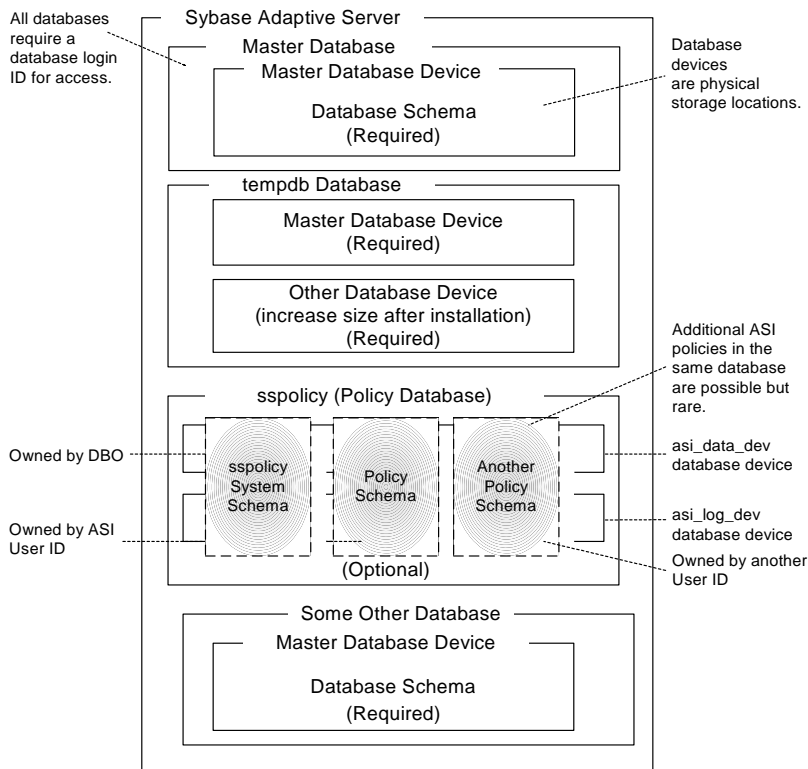 All databases
require a
database login
ID for access.
Sybase Adaptive Server
Master Database
Master Database Device
Database Schema
(Required)
Database
devices
are physical
storage locations.
tempdb Database
Master Database Device
(Required)
Other Database Device
(increase size after installation)
(Required)
Additional ASI
policies in the
same database
are possible but
rare.
sspolicy (Policy Database)
Owned by DBO
Owned by ASI
User ID
sspolicy
System
Schema
Policy
Schema
Another
Policy
Schema
(Optional)
asi_data_dev
database device
asi_log_dev
database device
Owned by another
User ID
Some Other Database
Master Database Device
Database Schema
(Required)